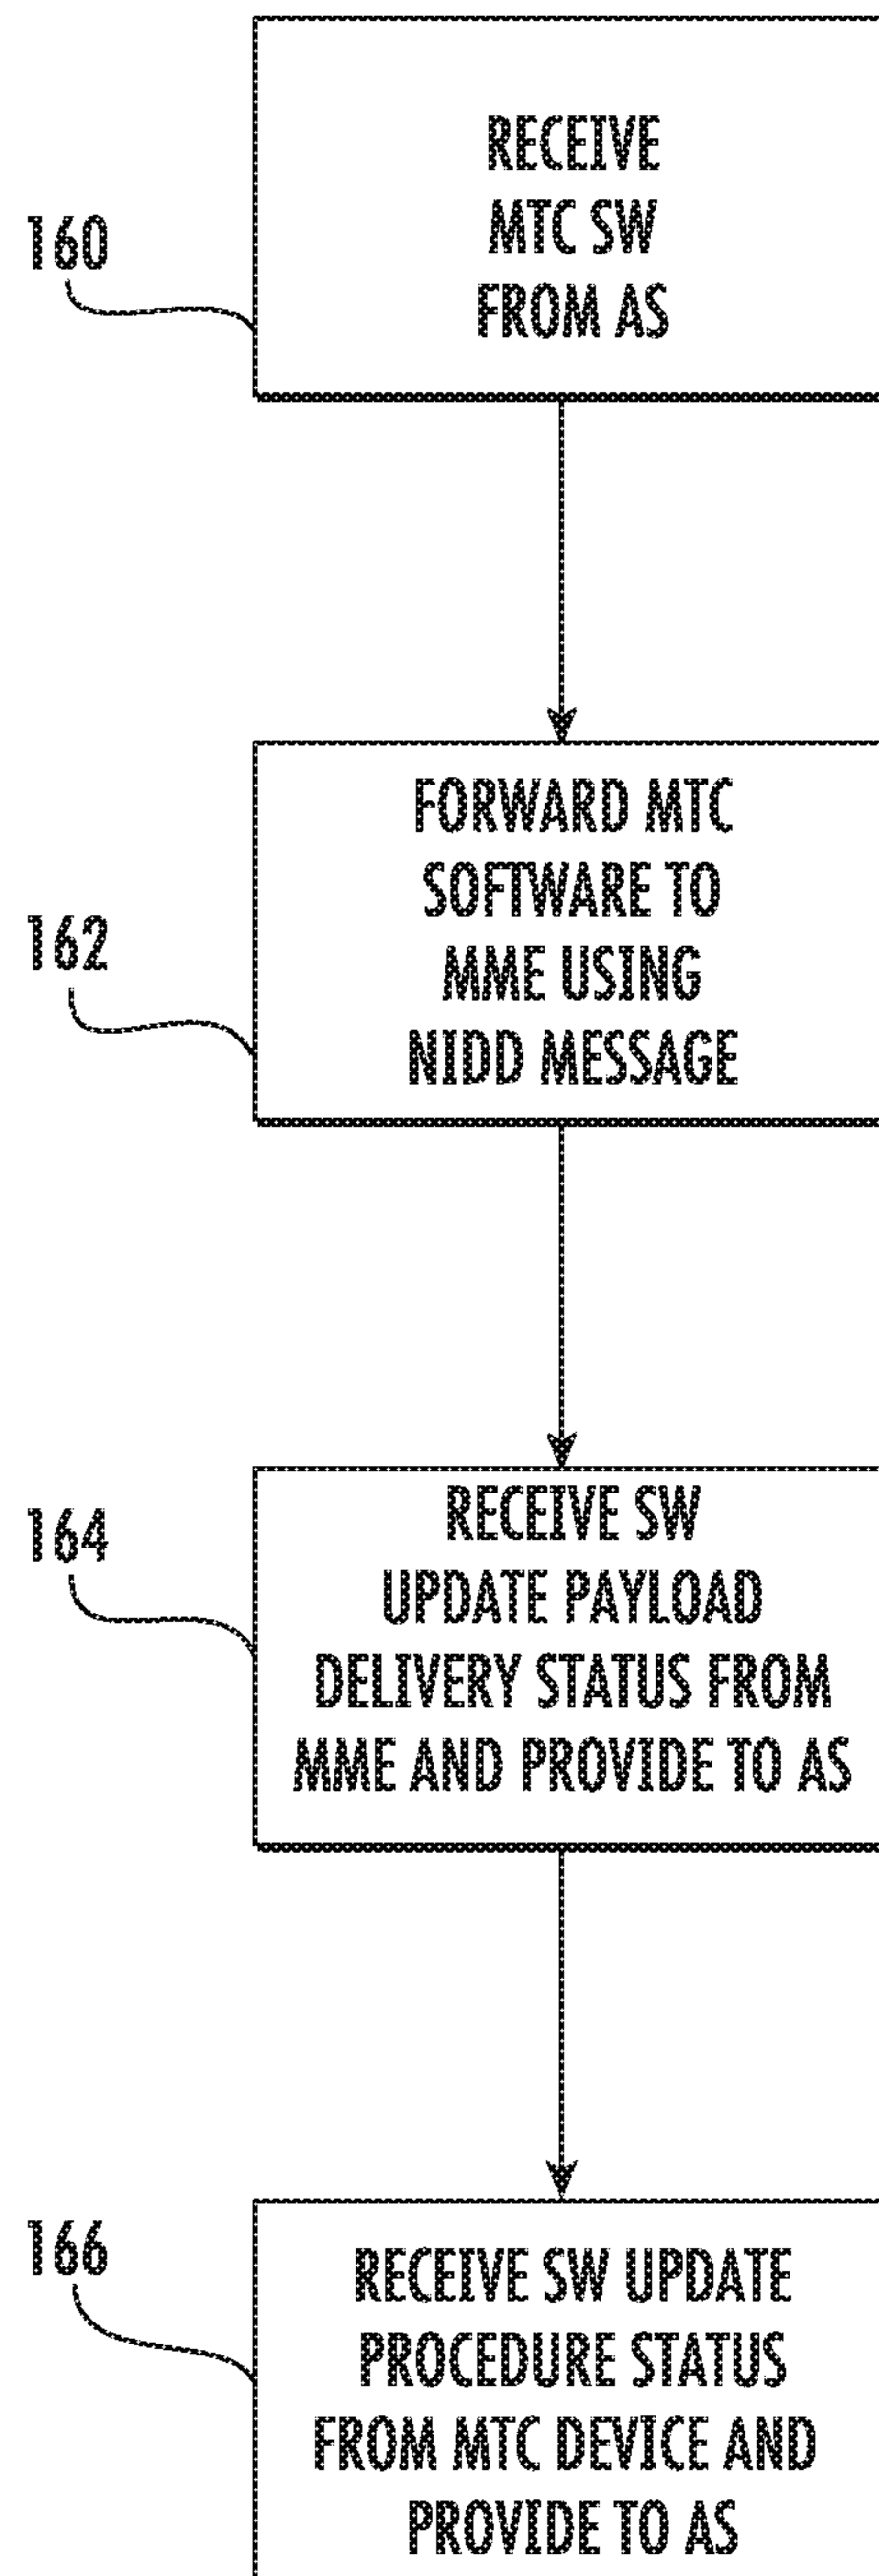 RECEIVE
MTC SW
FROM AS
160
FORWARD MTC
SOFTWARE TO
MME USING
NIDD MESSAGE
162
RECEIVE SW
UPDATE PAYLOAD
DELIVERY STATUS FROM
MME AND PROVIDE TO AS
164
RECEIVE SW UPDATE
PROCEDURE STATUS
FROM MTC DEVICE AND
PROVIDE TO AS
166